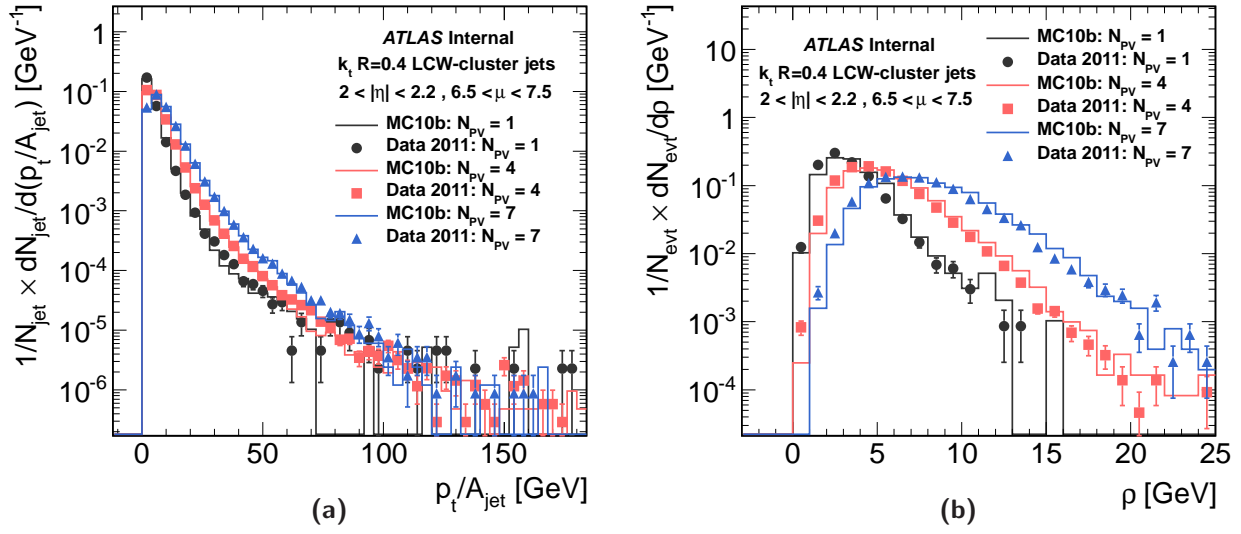 1/N_jet × dN_jet/d(p_t/A_jet) [GeV⁻¹]
1
10⁻¹
10⁻²
10⁻³
10⁻⁴
10⁻⁵
10⁻⁶
ATLAS Internal
k_t R=0.4 LCW-cluster jets
2 < |η| < 2.2 , 6.5 < μ < 7.5
MC10b: N_PV = 1
Data 2011: N_PV = 1
MC10b: N_PV = 4
Data 2011: N_PV = 4
MC10b: N_PV = 7
Data 2011: N_PV = 7
0 50 100 150
p_t/A_jet [GeV]
(a)
1/N_evt × dN_evt/dρ [GeV⁻¹]
10
1
10⁻¹
10⁻²
10⁻³
10⁻⁴
ATLAS Internal
k_t R=0.4 LCW-cluster jets
2 < |η| < 2.2 , 6.5 < μ < 7.5
MC10b: N_PV = 1
Data 2011: N_PV = 1
MC10b: N_PV = 4
Data 2011: N_PV = 4
MC10b: N_PV = 7
Data 2011: N_PV = 7
0 5 10 15 20 25
ρ [GeV]
(b)